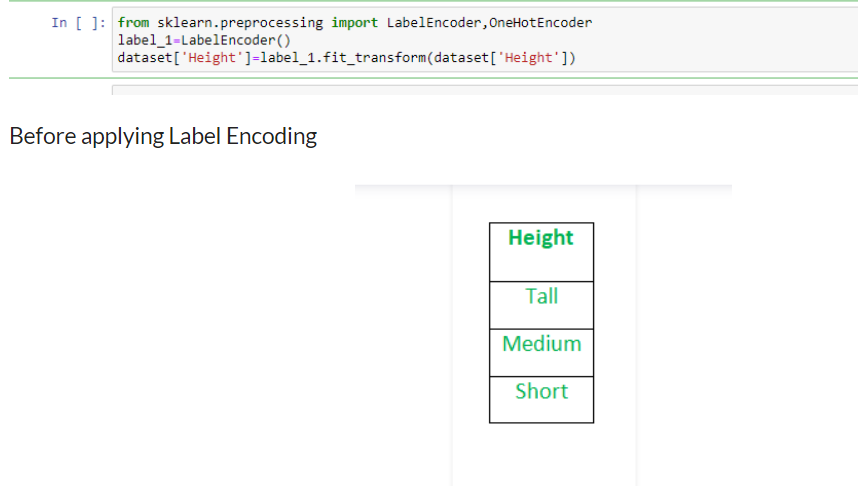 In [ ]: from sklearn.preprocessing import LabelEncoder,OneHotEncoder
label_1=LabelEncoder()
dataset['Height']=label_1.fit_transform(dataset['Height'])
Before applying Label Encoding
Height
Tall
Medium
Short